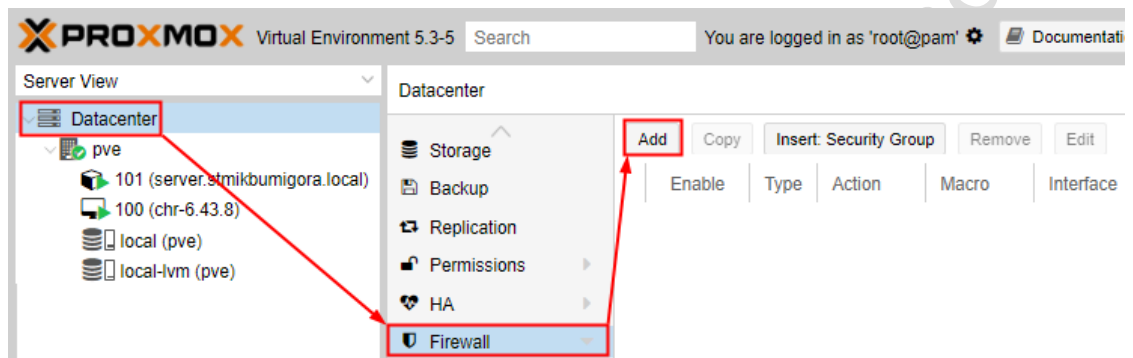 PROXMOX Virtual Environment 5.3-5 Search You are logged in as 'root@pam' Documentati
Server View
Datacenter
pve
101 (server.stmikbumigora.local)
100 (chr-6.43.8)
local (pve)
local-lvm (pve)
Datacenter
Storage
Backup
Replication
Permissions
HA
Firewall
Add Copy Insert: Security Group Remove Edit
Enable Type Action Macro Interface